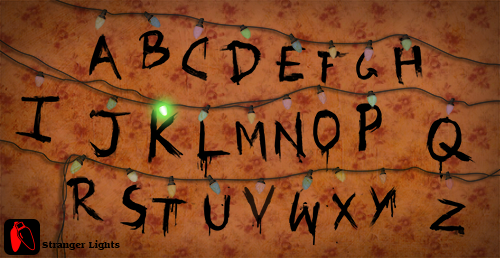 A B C D E F G H
I J K L M N O P Q
R S T U V W X Y Z
Stranger Lights